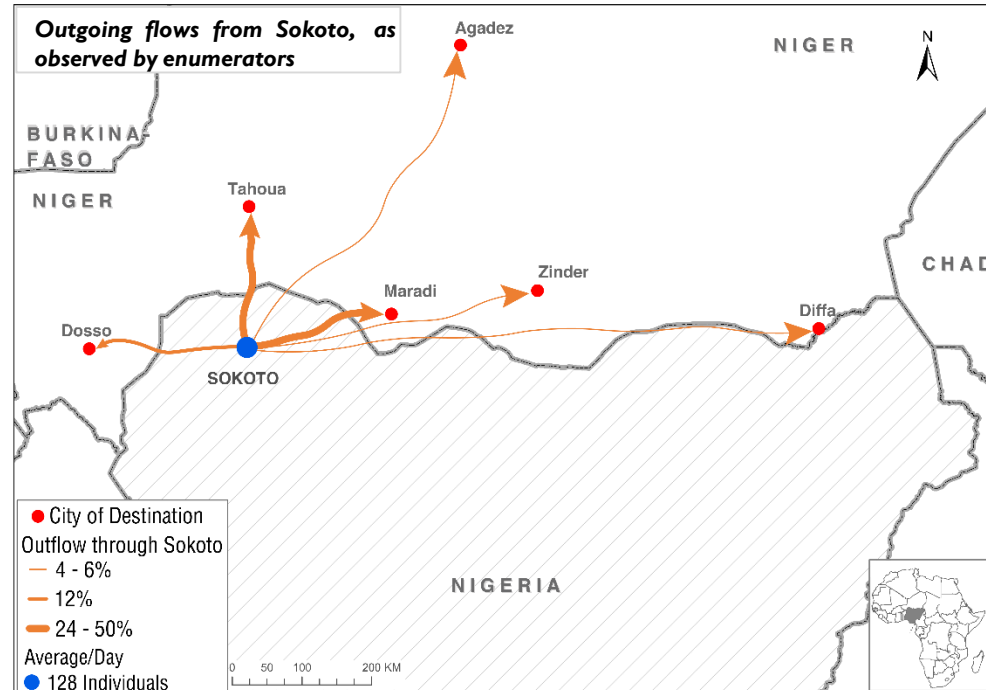 Outgoing flows from Sokoto, as
observed by enumerators
Agadez
NIGER
N
BURKINA-
FASO
NIGER
Tahoua
CHAD
Zinder
Maradi
Diffa
Dosso
SOKOTO
City of Destination
Outflow through Sokoto
4 - 6%
12%
24 - 50%
Average/Day
128 Individuals
NIGERIA
0 50 100 200 KM